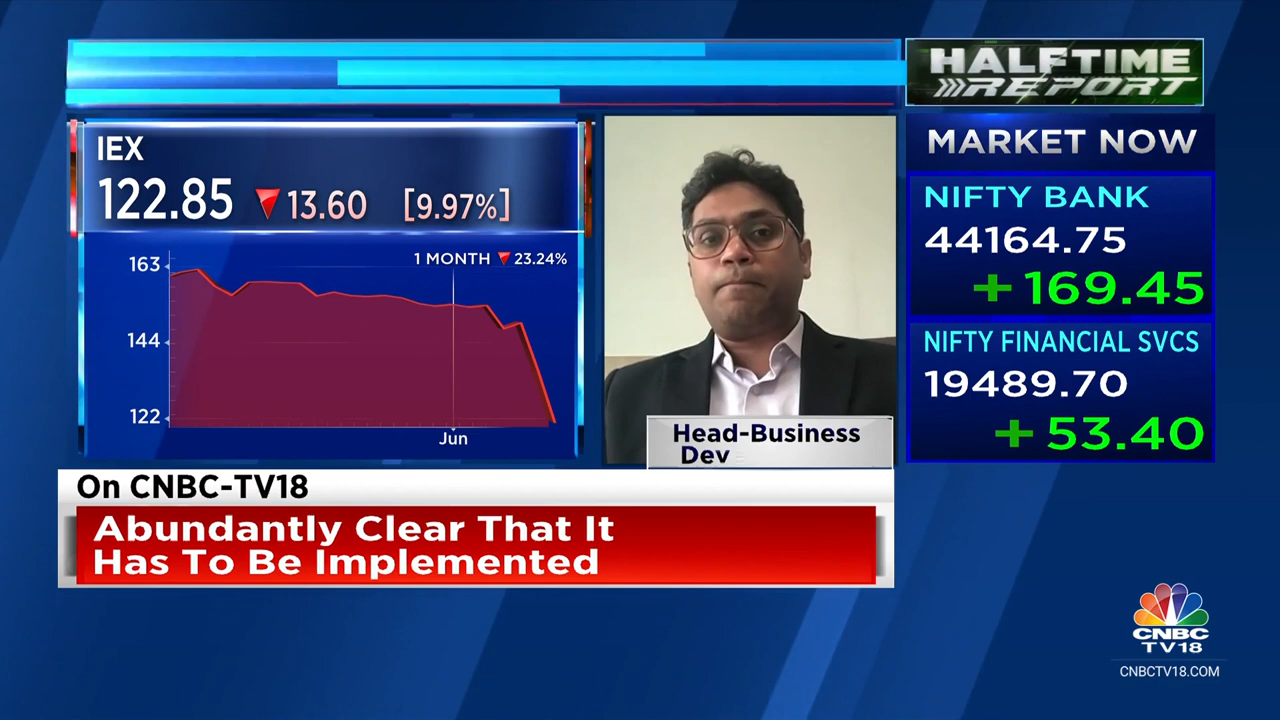 HALFTIME
REPORT
IEX
122.85 ▼ 13.60 [9.97%]
1 MONTH ▼ 23.24%
163
144
122
Jun
MARKET NOW
NIFTY BANK
44164.75
+ 169.45
NIFTY FINANCIAL SVCS
19489.70
+ 53.40
Head-Business
Dev
On CNBC-TV18
Abundantly Clear That It
Has To Be Implemented
CNBC
TV18
CNBCTV18.COM